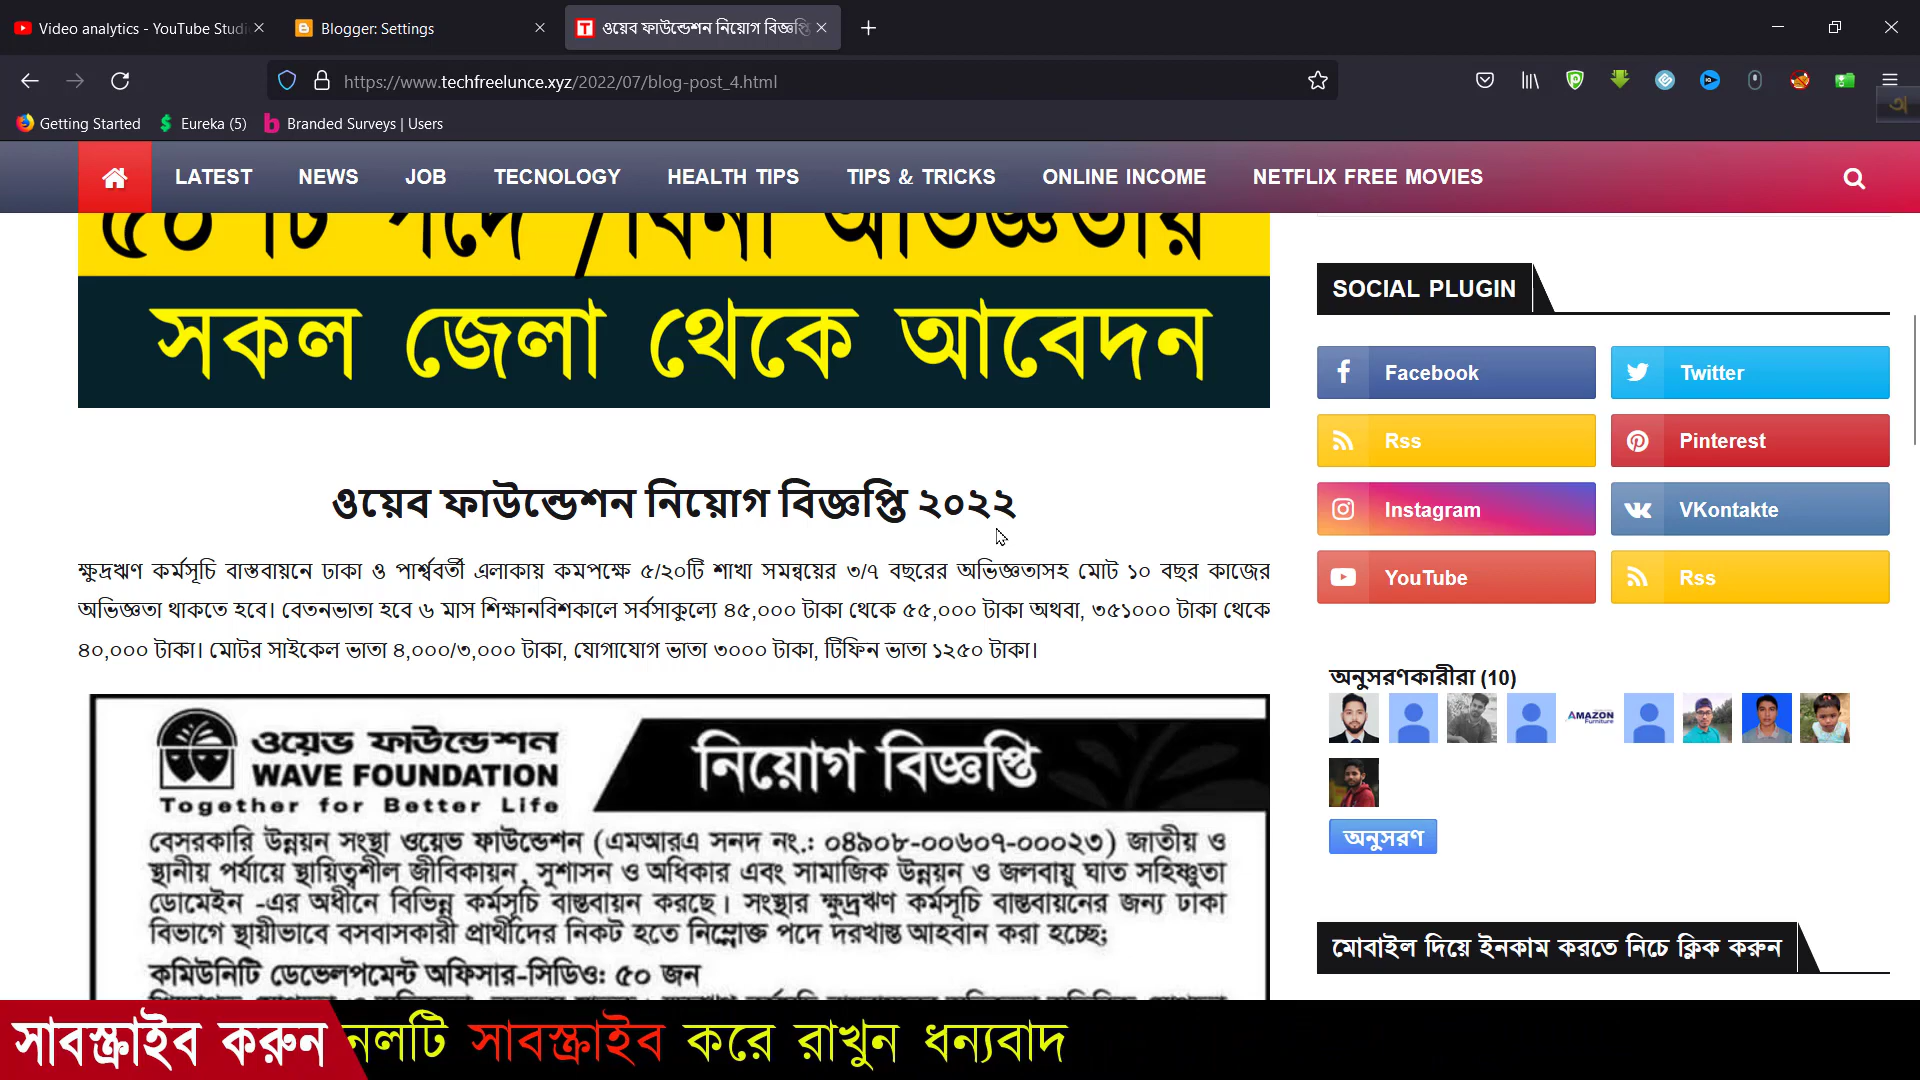 Video analytics - YouTube Studi
Blogger: Settings
ওয়েব ফাউন্ডেশন নিয়োগ বিজ্ঞপ্তি
https://www.techfreelunce.xyz/2022/07/blog-post_4.html
Getting Started
Eureka (5)
Branded Surveys | Users
অ
LATEST
NEWS
JOB
TECNOLOGY
HEALTH TIPS
TIPS & TRICKS
ONLINE INCOME
NETFLIX FREE MOVIES
৫০ টি পদে / বিনা অভিজ্ঞতায়
সকল জেলা থেকে আবেদন
ওয়েব ফাউন্ডেশন নিয়োগ বিজ্ঞপ্তি ২০২২
ক্ষুদ্রঋণ কর্মসূচি বাস্তবায়নে ঢাকা ও পার্শ্ববর্তী এলাকায় কমপক্ষে ৫/২০টি শাখা সমন্বয়ের ৩/৭ বছরের অভিজ্ঞতাসহ মোট ১০ বছর কাজের
অভিজ্ঞতা থাকতে হবে। বেতনভাতা হবে ৬ মাস শিক্ষানবিশকালে সর্বসাকুল্যে ৪৫,০০০ টাকা থেকে ৫৫,০০০ টাকা অথবা, ৩৫১০০০ টাকা থেকে
৪০,০০০ টাকা। মোটর সাইকেল ভাতা ৪,০০০/৩,০০০ টাকা, যোগাযোগ ভাতা ৩০০০ টাকা, টিফিন ভাতা ১২৫০ টাকা।
ওয়েভ ফাউন্ডেশন
WAVE FOUNDATION
Together for Better Life
নিয়োগ বিজ্ঞপ্তি
বেসরকারি উন্নয়ন সংস্থা ওয়েভ ফাউন্ডেশন (এমআরএ সনদ নং.: ০৪৯০৮-০০৬০৭-০০০২৩) জাতীয় ও
স্থানীয় পর্যায়ে স্থায়িত্বশীল জীবিকায়ন, সুশাসন ও অধিকার এবং সামাজিক উন্নয়ন ও জলবায়ু ঘাত সহিষ্ণুতা
ডোমেইন -এর অধীনে বিভিন্ন কর্মসূচি বাস্তবায়ন করছে। সংস্থার ক্ষুদ্রঋণ কর্মসূচি বাস্তবায়নের জন্য ঢাকা
বিভাগে স্থায়ীভাবে বসবাসকারী প্রার্থীদের নিকট হতে নিম্নোক্ত পদে দরখাস্ত আহবান করা হচ্ছে;
কমিউনিটি ডেভেলপমেন্ট অফিসার-সিডিও: ৫০ জন
SOCIAL PLUGIN
Facebook
Twitter
Rss
Pinterest
Instagram
VKontakte
YouTube
Rss
অনুসরণকারীরা (10)
AMAZON
Furniture
অনুসরণ
মোবাইল দিয়ে ইনকাম করতে নিচে ক্লিক করুন
সাবস্ক্রাইব করুন
নলটি সাবস্ক্রাইব করে রাখুন ধন্যবাদ